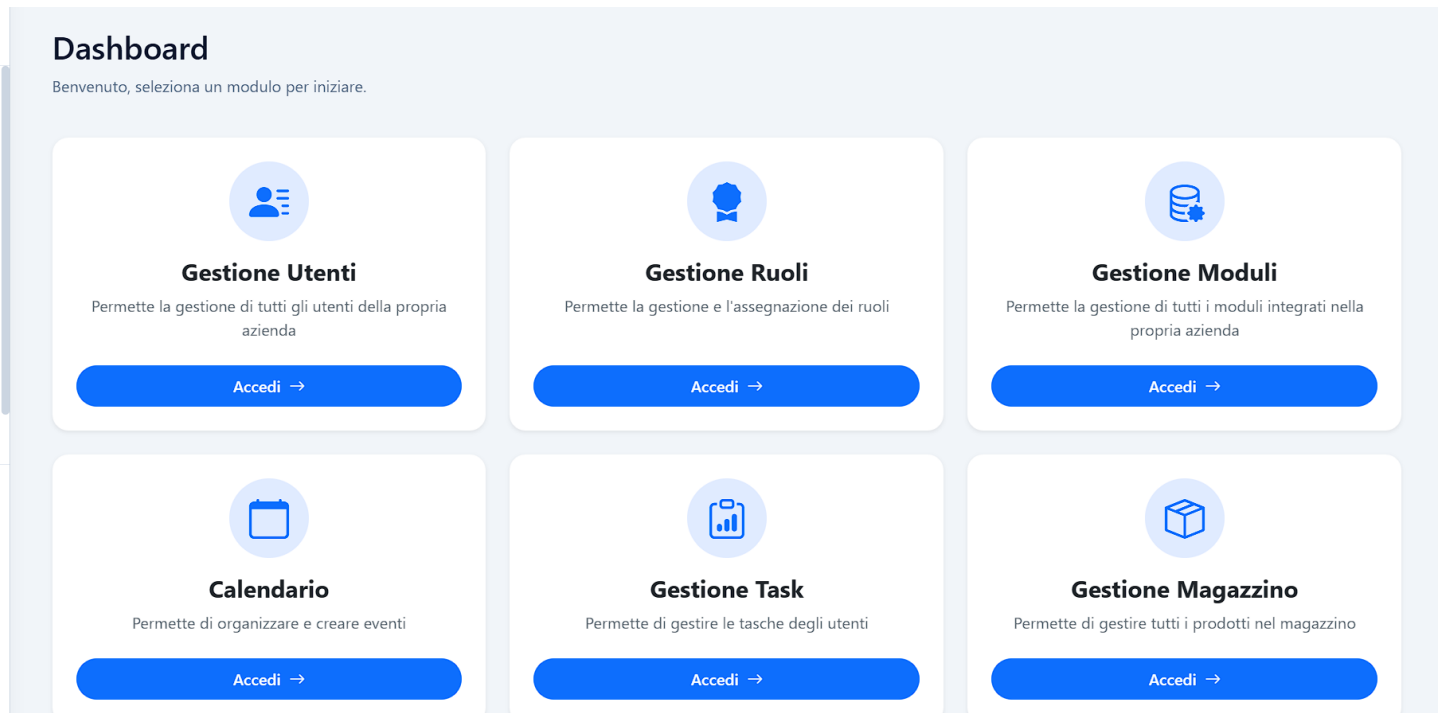 Dashboard
Benvenuto, seleziona un modulo per iniziare.
Gestione Utenti
Permette la gestione di tutti gli utenti della propria
azienda
Accedi →
Gestione Ruoli
Permette la gestione e l'assegnazione dei ruoli
Accedi →
Gestione Moduli
Permette la gestione di tutti i moduli integrati nella
propria azienda
Accedi →
Calendario
Permette di organizzare e creare eventi
Accedi →
Gestione Task
Permette di gestire le tasche degli utenti
Accedi →
Gestione Magazzino
Permette di gestire tutti i prodotti nel magazzino
Accedi →